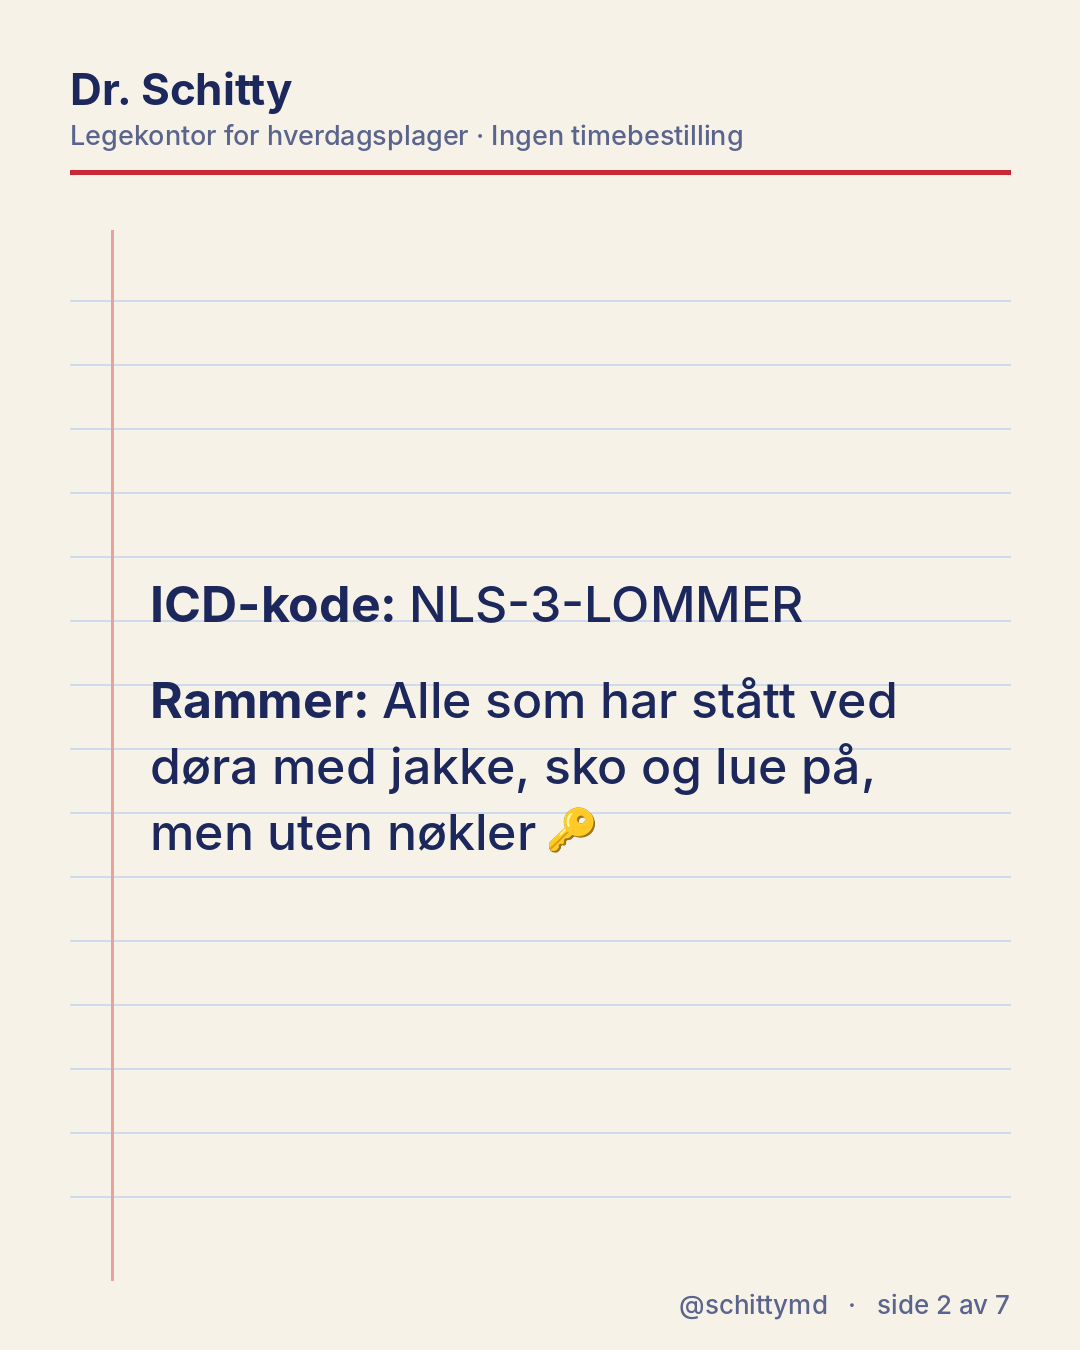 Dr. Schitty
Legekontor for hverdagsplager · Ingen timebestilling
ICD-kode: NLS-3-LOMMER
Rammer: Alle som har stått ved
døra med jakke, sko og lue på,
men uten nøkler 🔑
@schittymd · side 2 av 7